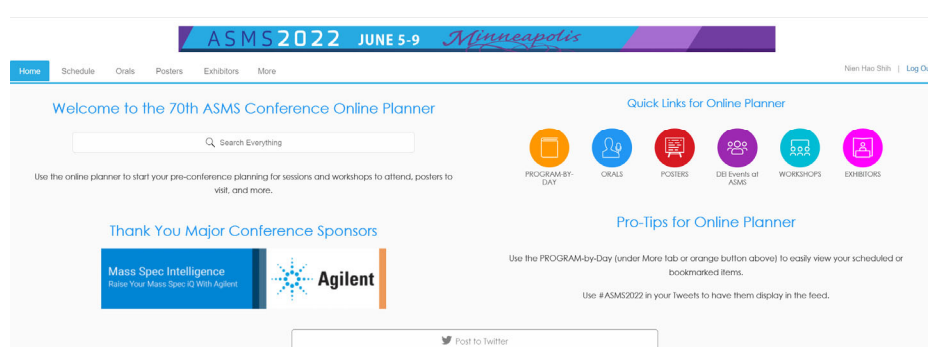 ASMS2022 JUNE 5-9 Minneapolis
Home Schedule Orals Posters Exhibitors More
Nien Hao Shih | Log Ou
Welcome to the 70th ASMS Conference Online Planner
Search Everything
Use the online planner to start your pre-conference planning for sessions and workshops to attend, posters to
visit, and more.
Thank You Major Conference Sponsors
Mass Spec Intelligence
Raise Your Mass Spec iQ With Agilent
Agilent
Quick Links for Online Planner
PROGRAM-BY-
DAY
ORALS
POSTERS
DEI Events at
ASMS
WORKSHOPS
EXHIBITORS
Pro-Tips for Online Planner
Use the PROGRAM-by-Day (under More tab or orange button above) to easily view your scheduled or
bookmarked items.
Use #ASMS2022 in your Tweets to have them display in the feed.
Post to Twitter